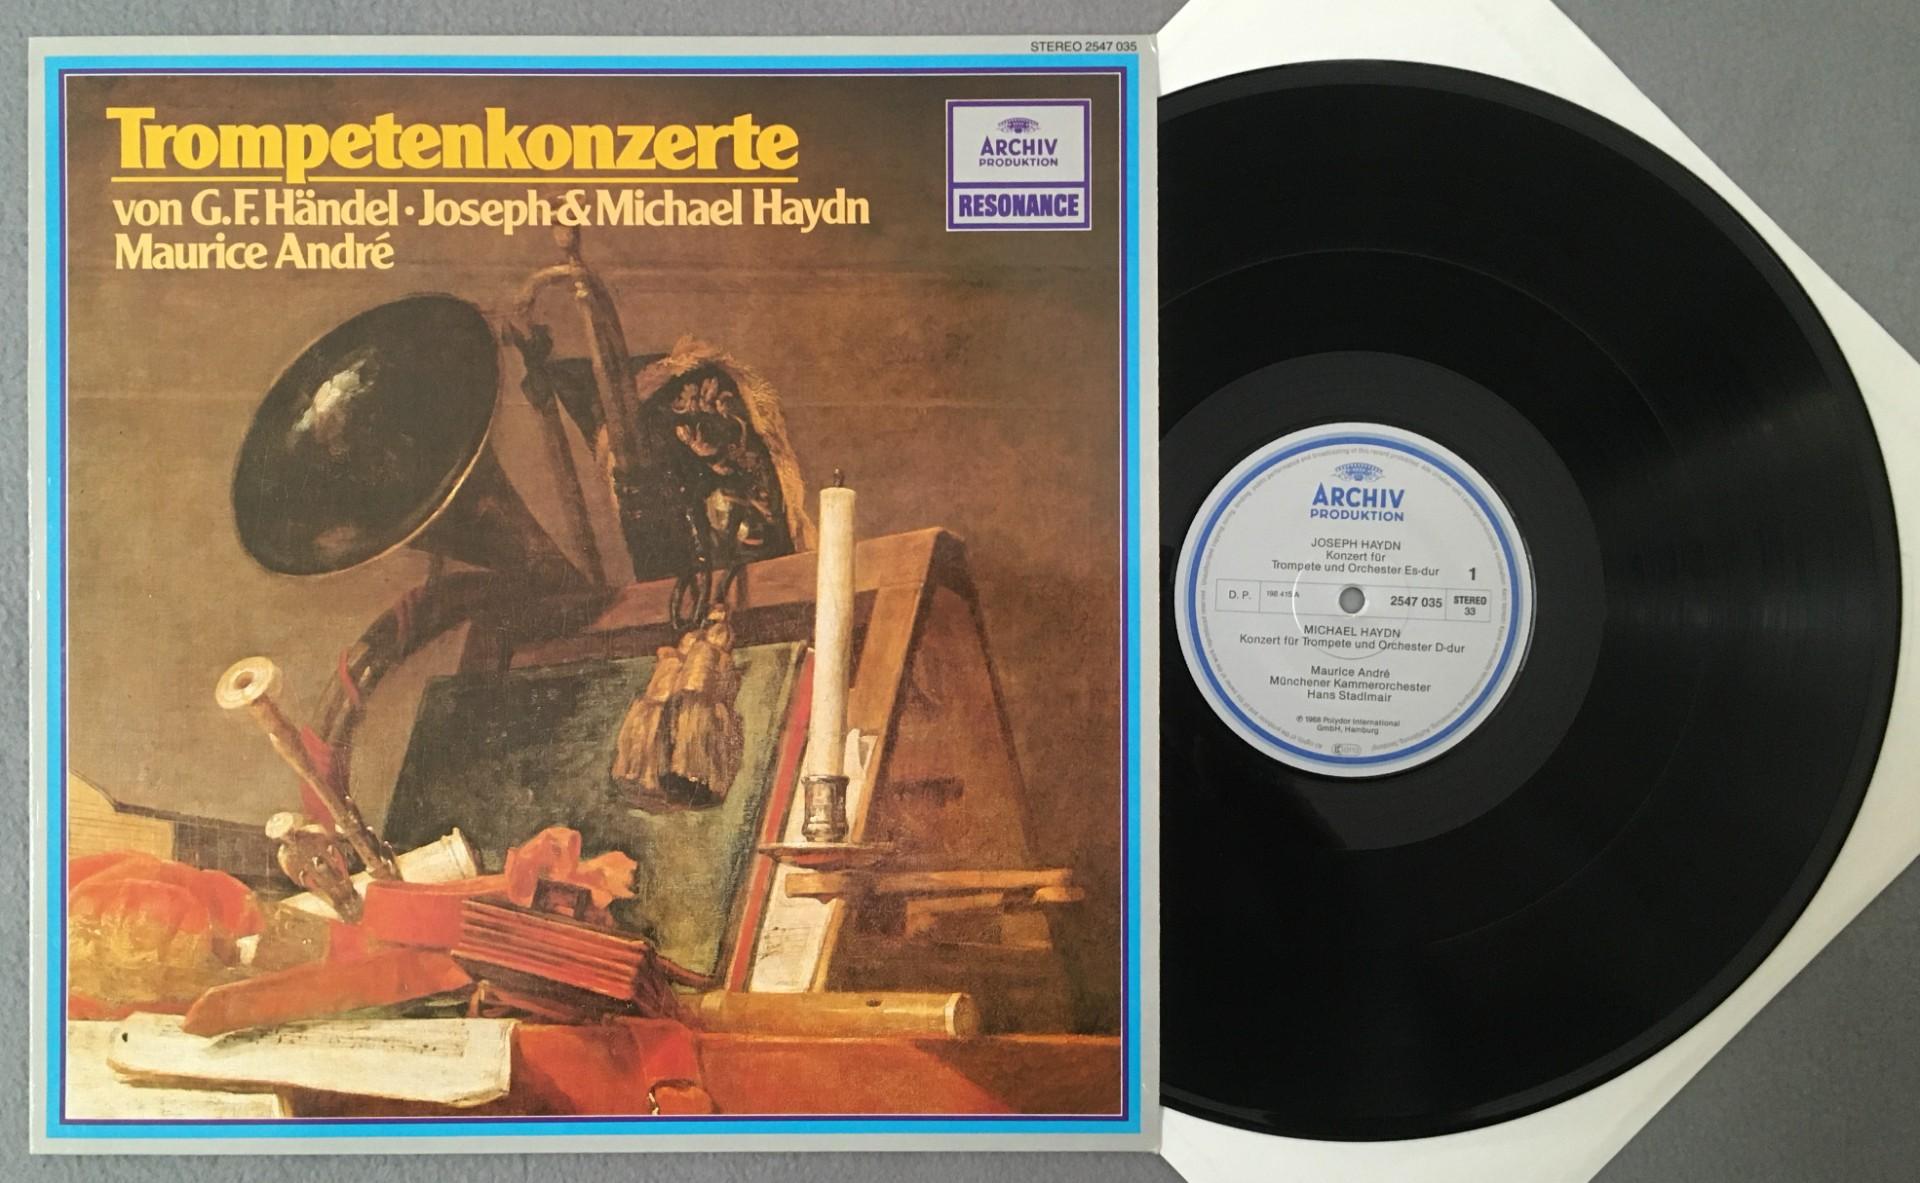 STEREO 2547 035
Trompetenkonzerte
von G.F. Händel · Joseph & Michael Haydn
Maurice André
ARCHIV
PRODUKTION
RESONANCE
ARCHIV
PRODUKTION
JOSEPH HAYDN
Konzert für
Trompete und Orchester Es-dur
1
D. P.
198 415 A
2547 035
STEREO
33
MICHAEL HAYDN
Konzert für Trompete und Orchester D-dur
Maurice André
Münchener Kammerorchester
Hans Stadlmair
℗ 1968 Polydor International
GmbH, Hamburg